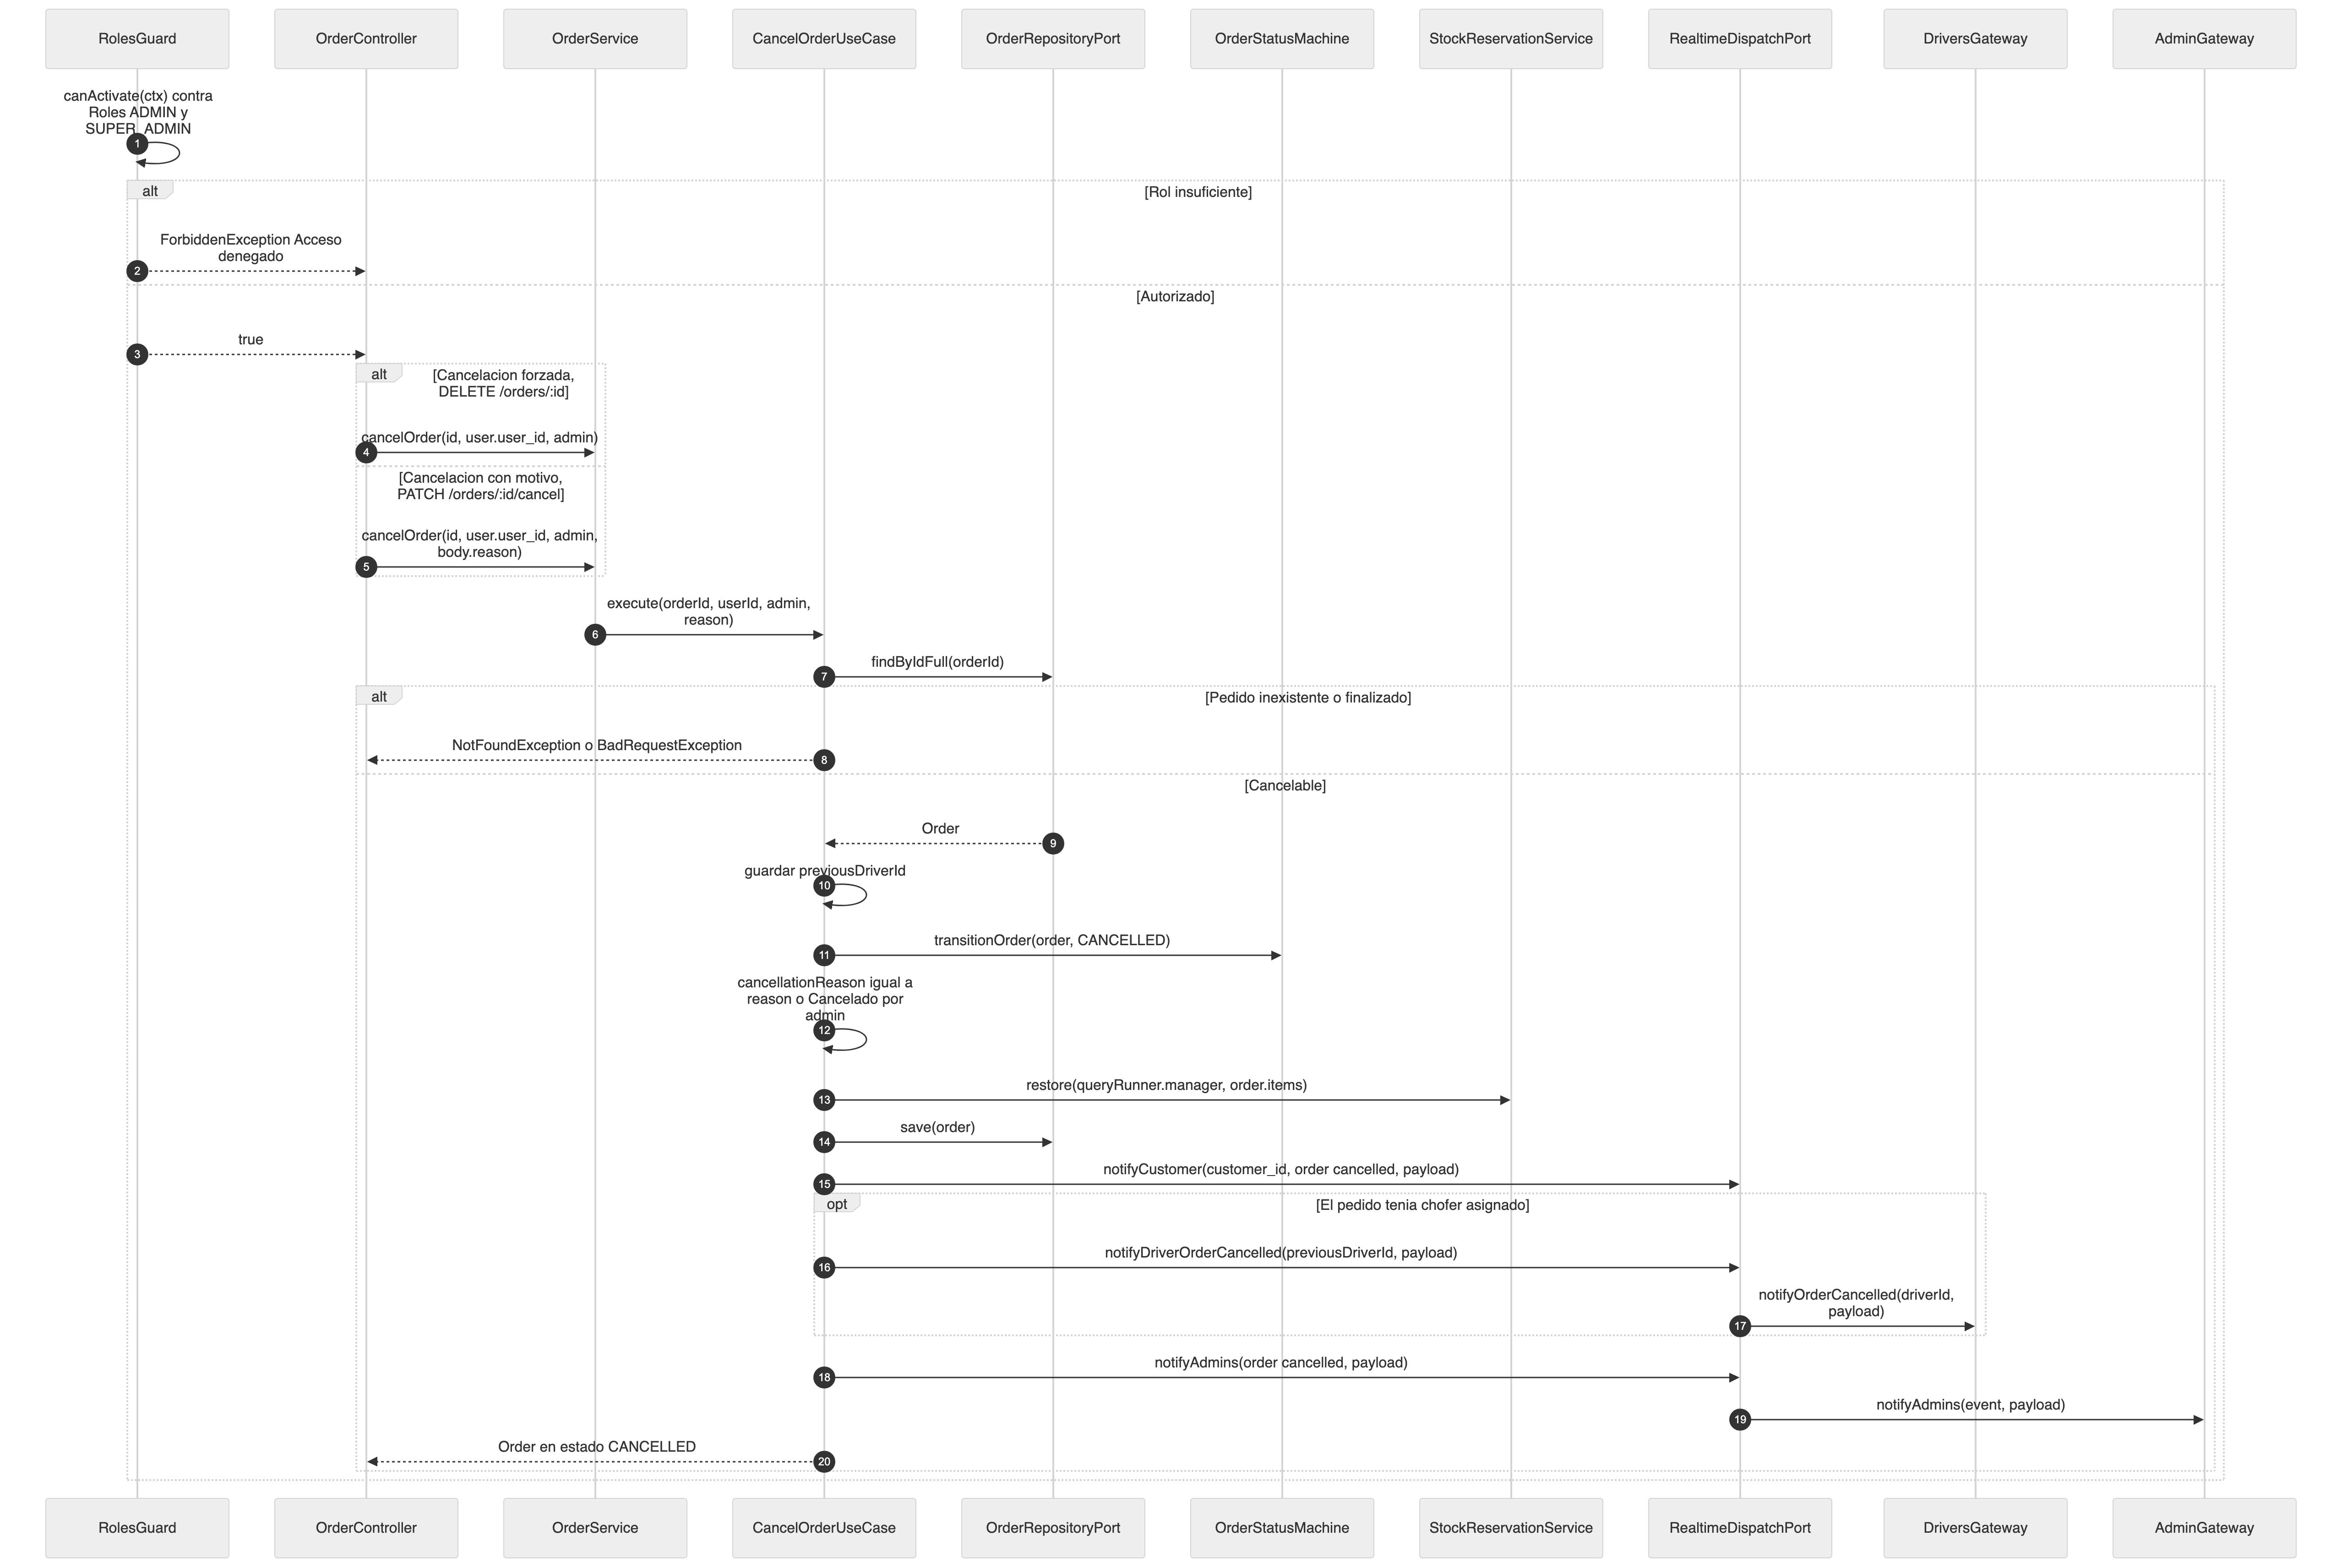 RolesGuard
OrderController
OrderService
CancelOrderUseCase
OrderRepositoryPort
OrderStatusMachine
StockReservationService
RealtimeDispatchPort
DriversGateway
AdminGateway
canActivate(ctx) contra
Roles ADMIN y
SUPER_ADMIN
1
alt
[Rol insuficiente]
ForbiddenException Acceso
denegado
2
[Autorizado]
true
3
alt
[Cancelacion forzada,
DELETE /orders/:id]
cancelOrder(id, user.user_id, admin)
4
[Cancelacion con motivo,
PATCH /orders/:id/cancel]
cancelOrder(id, user.user_id, admin,
body.reason)
5
execute(orderId, userId, admin,
reason)
6
findByIdFull(orderId)
7
alt
[Pedido inexistente o finalizado]
NotFoundException o BadRequestException
8
[Cancelable]
Order
9
guardar previousDriverId
10
transitionOrder(order, CANCELLED)
11
cancellationReason igual a
reason o Cancelado por
admin
12
restore(queryRunner.manager, order.items)
13
save(order)
14
notifyCustomer(customer_id, order cancelled, payload)
15
opt
[El pedido tenia chofer asignado]
notifyDriverOrderCancelled(previousDriverId, payload)
16
notifyOrderCancelled(driverId,
payload)
17
notifyAdmins(order cancelled, payload)
18
notifyAdmins(event, payload)
19
Order en estado CANCELLED
20
RolesGuard
OrderController
OrderService
CancelOrderUseCase
OrderRepositoryPort
OrderStatusMachine
StockReservationService
RealtimeDispatchPort
DriversGateway
AdminGateway